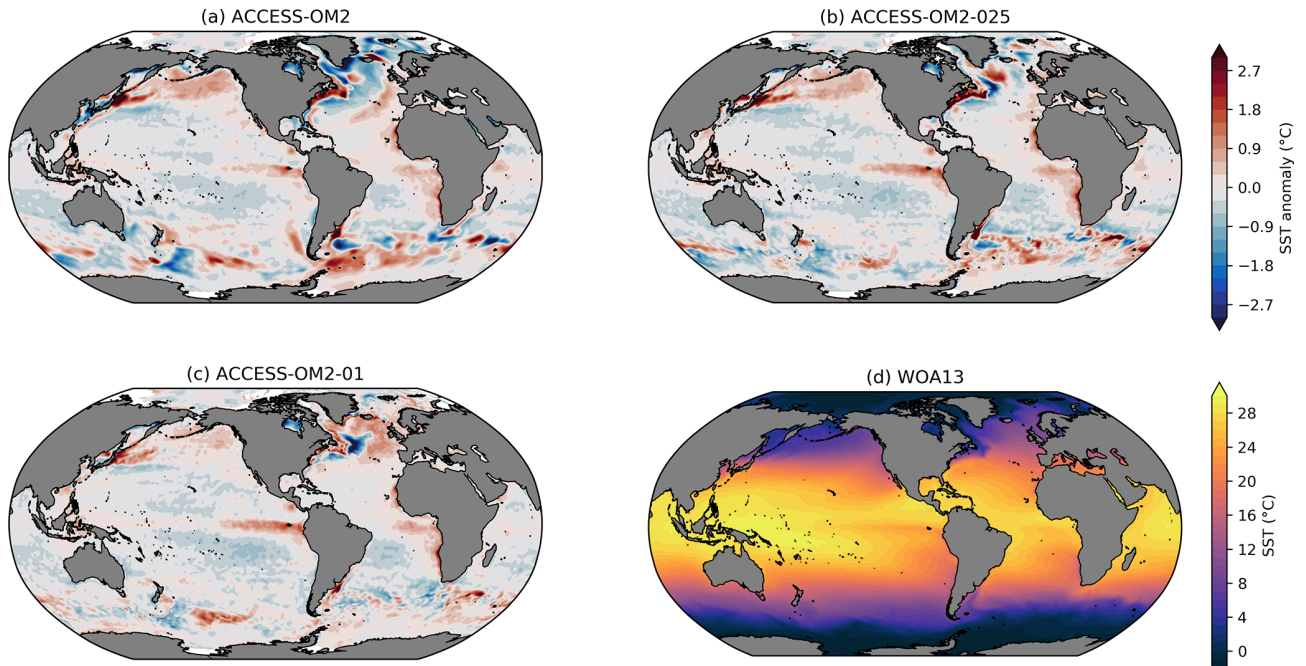 (a) ACCESS-OM2
(b) ACCESS-OM2-025
2.7
1.8
0.9
0.0
−0.9
−1.8
−2.7
SST anomaly (°C)
(c) ACCESS-OM2-01
(d) WOA13
28
24
20
16
12
8
4
0
SST (°C)